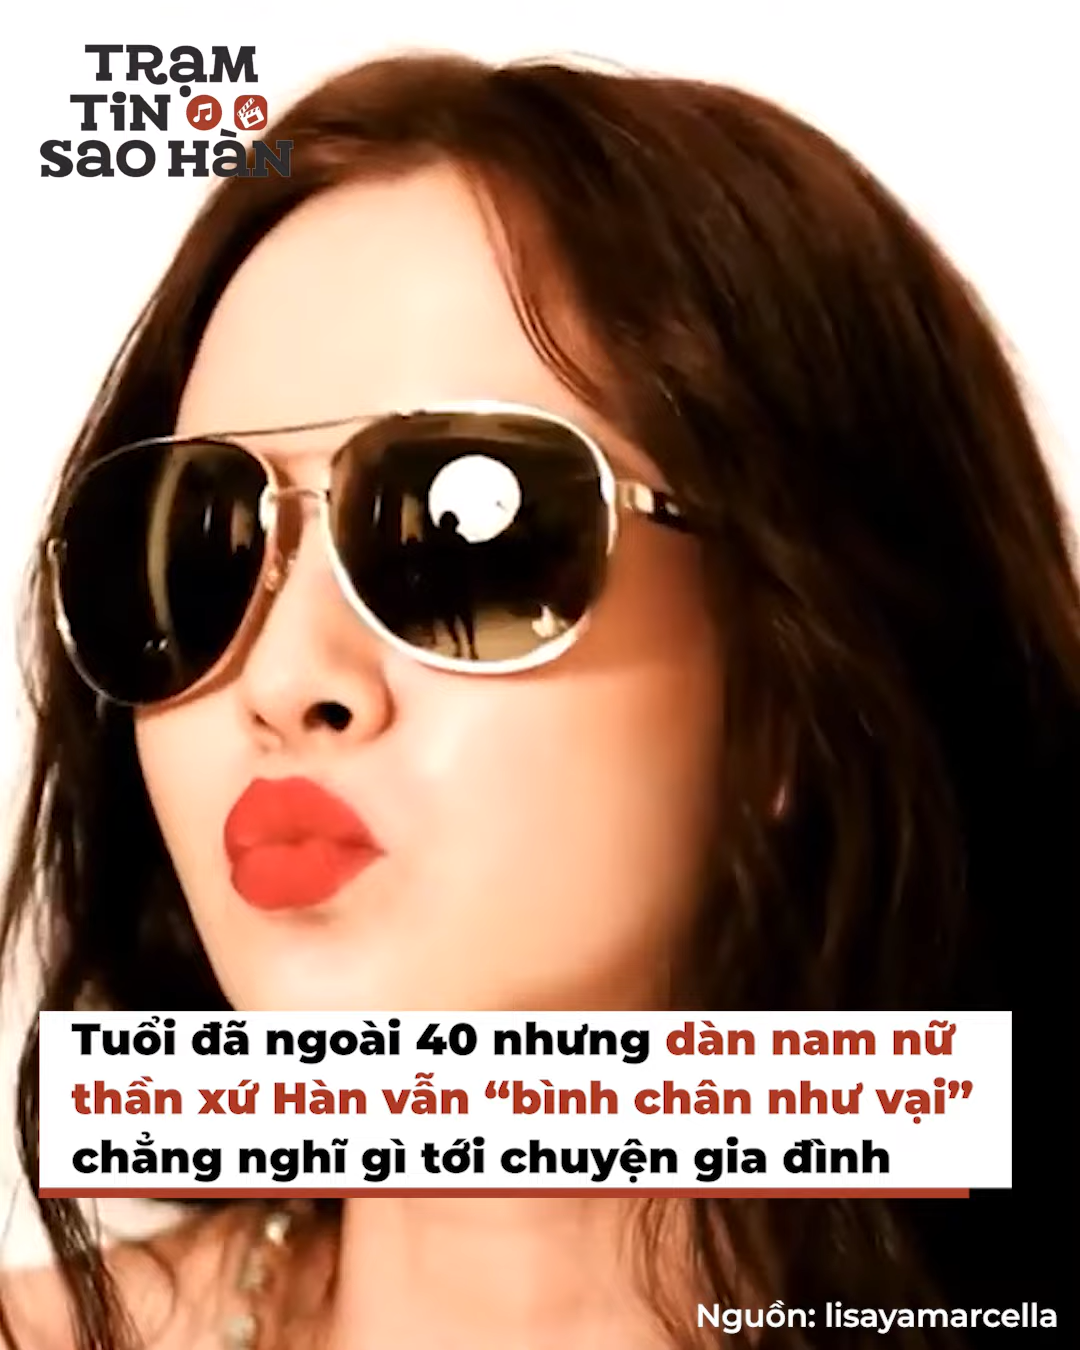 TRẠM
TIN
SAO HÀN
Tuổi đã ngoài 40 nhưng dàn nam nữ
thần xứ Hàn vẫn “bình chân như vại”
chẳng nghĩ gì tới chuyện gia đình
Nguồn: lisayamarcella